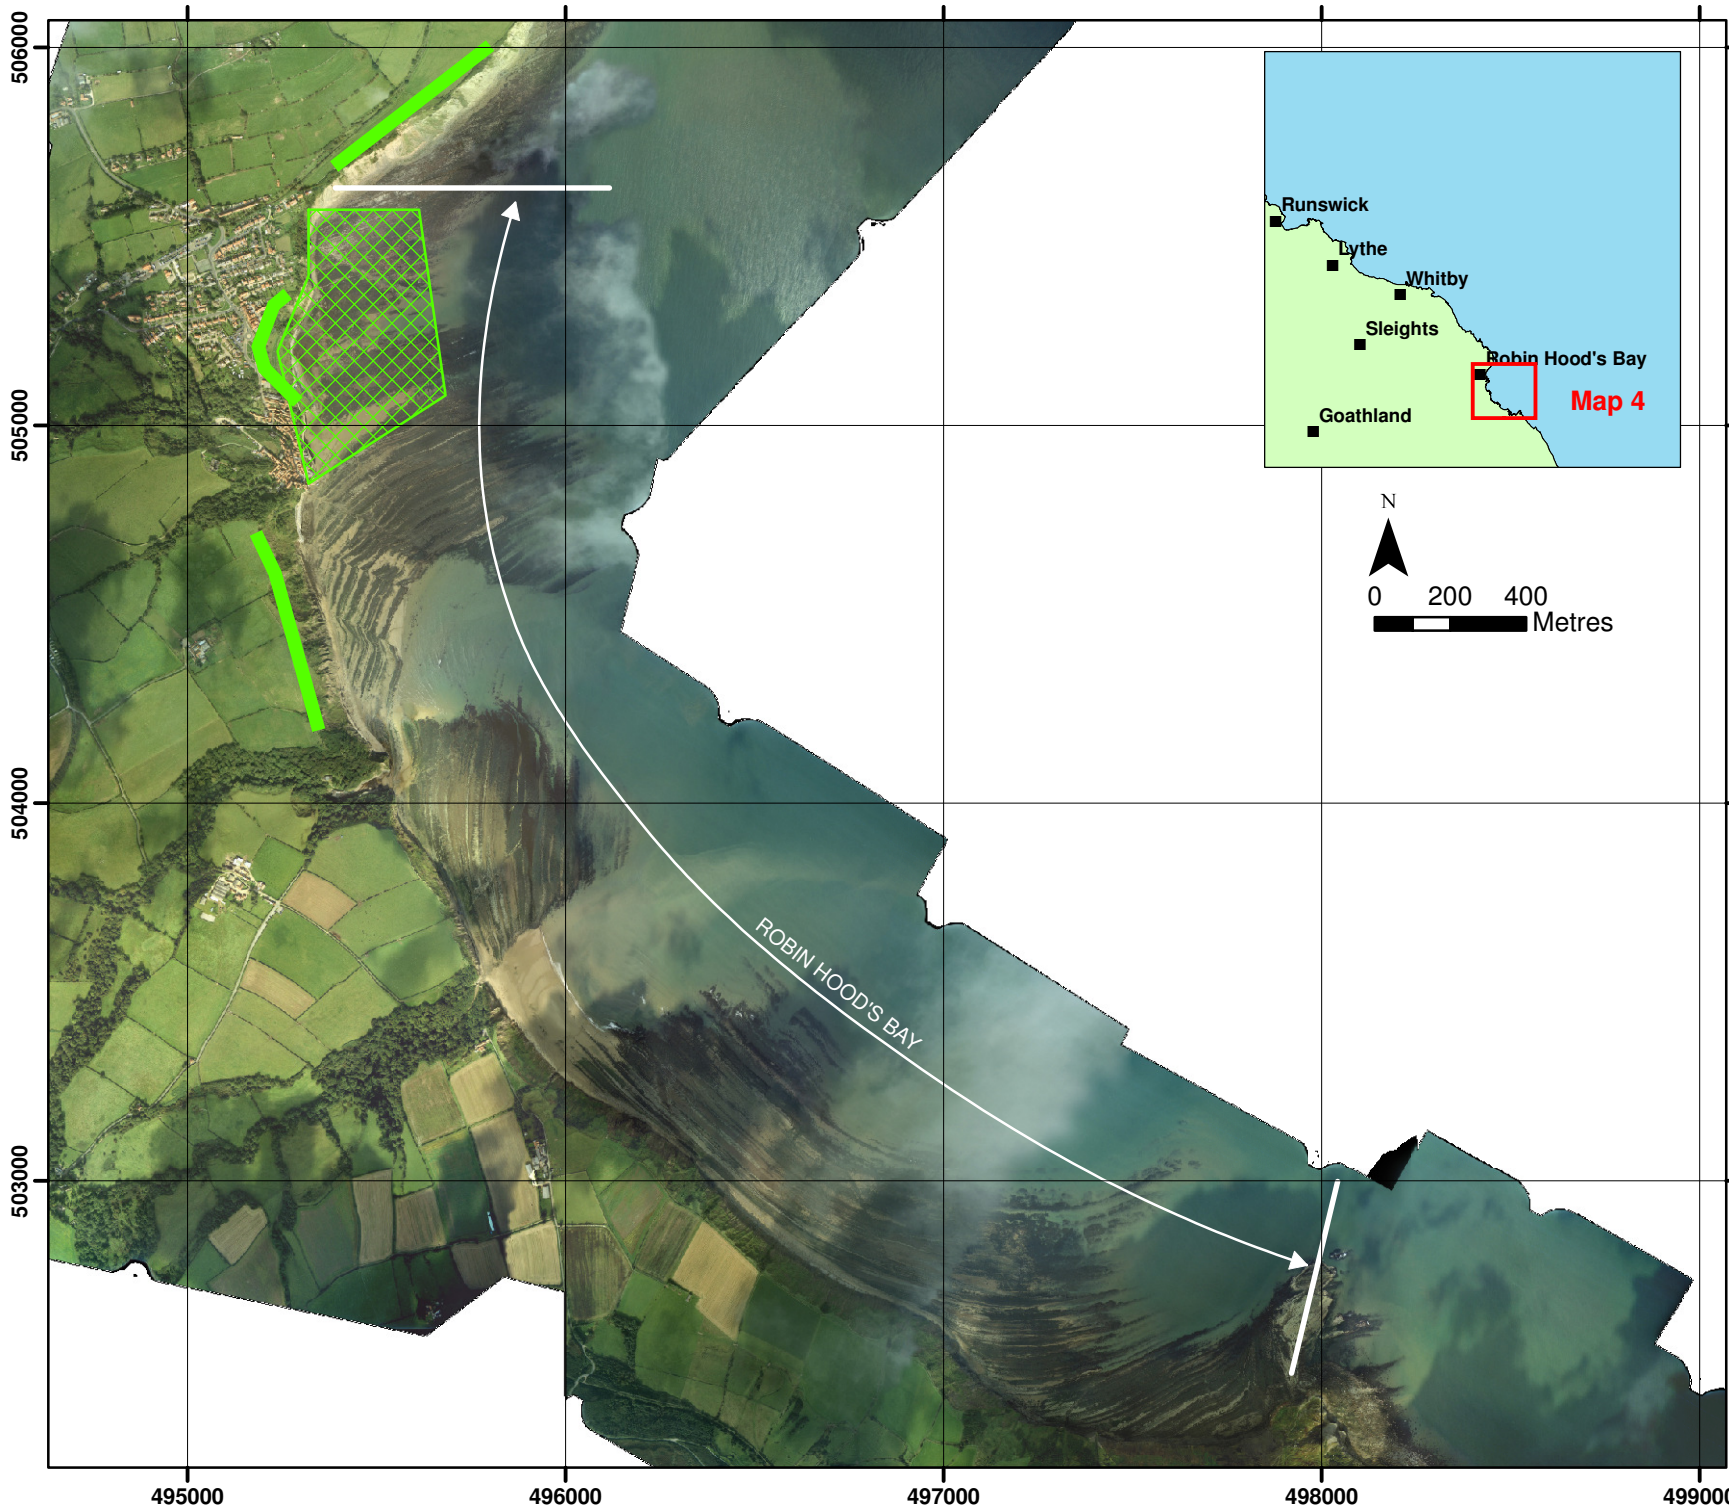 506000
505000
504000
503000
Runswick
Lythe
Whitby
Sleights
Robin Hood's Bay
Map 4
Goathland
N
0 200 400
Metres
ROBIN HOOD'S BAY
495000 496000 497000 498000 49900